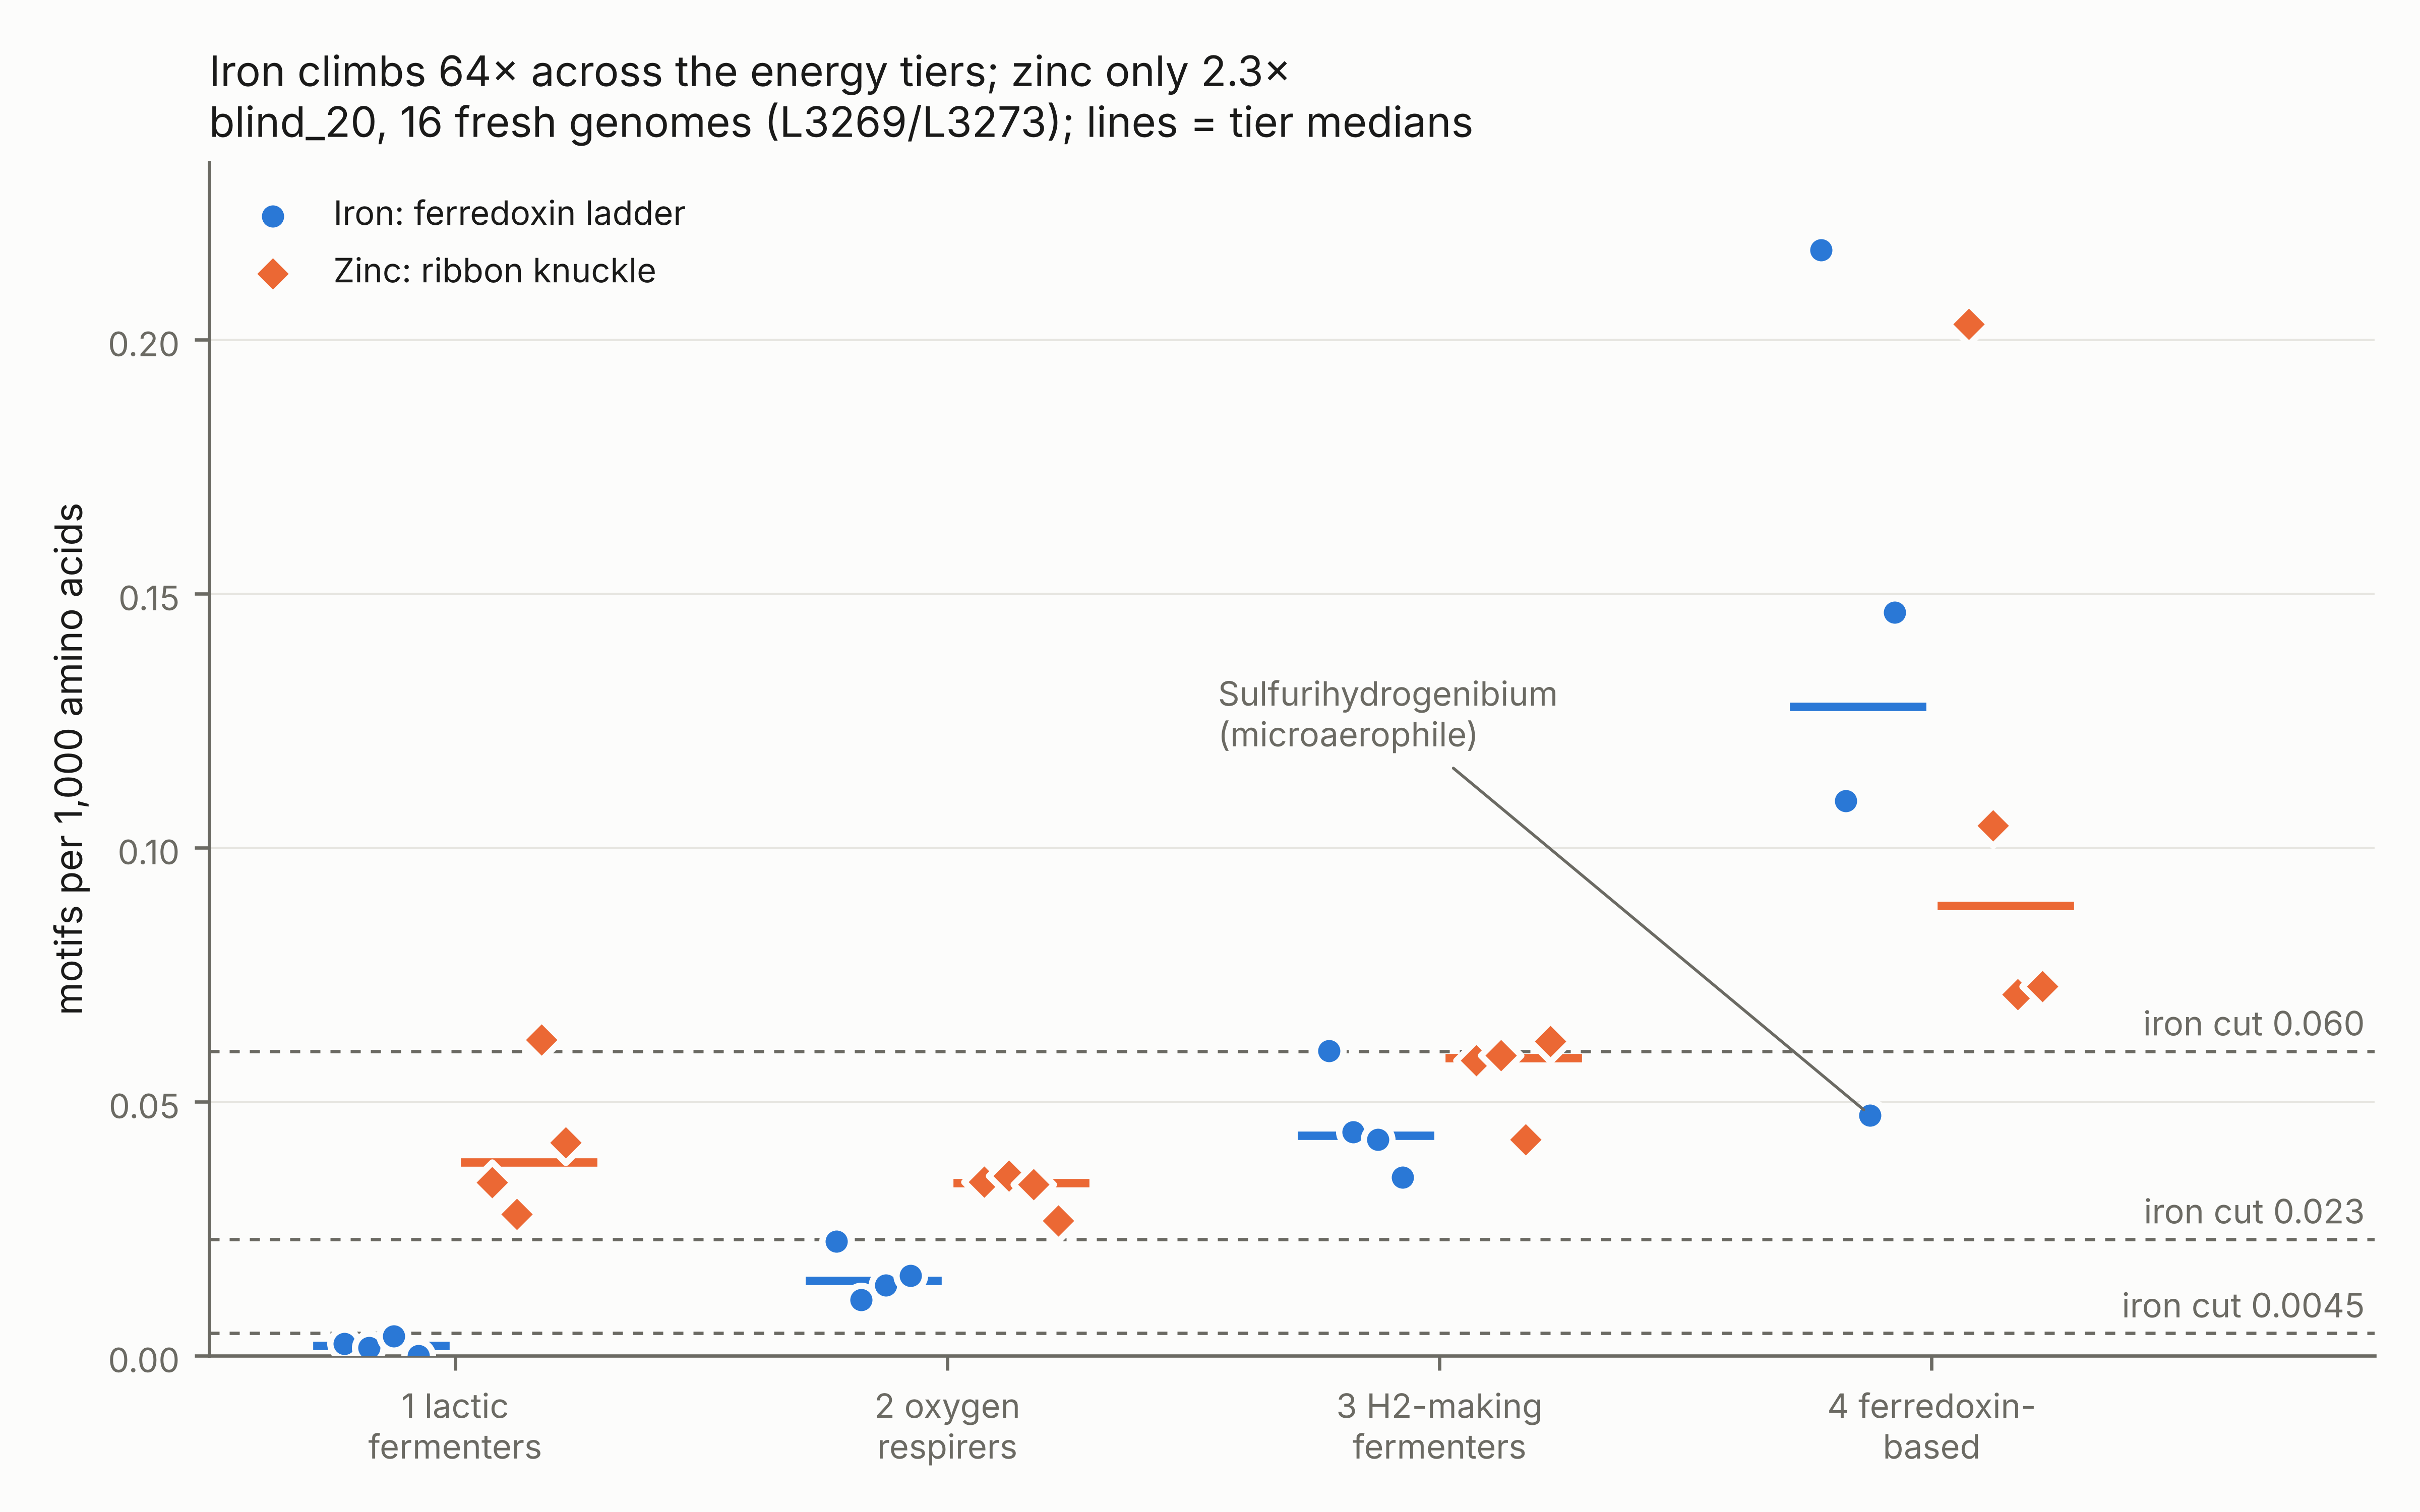 Iron climbs 64× across the energy tiers; zinc only 2.3×
blind_20, 16 fresh genomes (L3269/L3273); lines = tier medians
Iron: ferredoxin ladder
Zinc: ribbon knuckle
motifs per 1,000 amino acids
0.20
0.15
0.10
0.05
0.00
Sulfurihydrogenibium
(microaerophile)
iron cut 0.060
iron cut 0.023
iron cut 0.0045
1 lactic
fermenters
2 oxygen
respirers
3 H2-making
fermenters
4 ferredoxin-
based